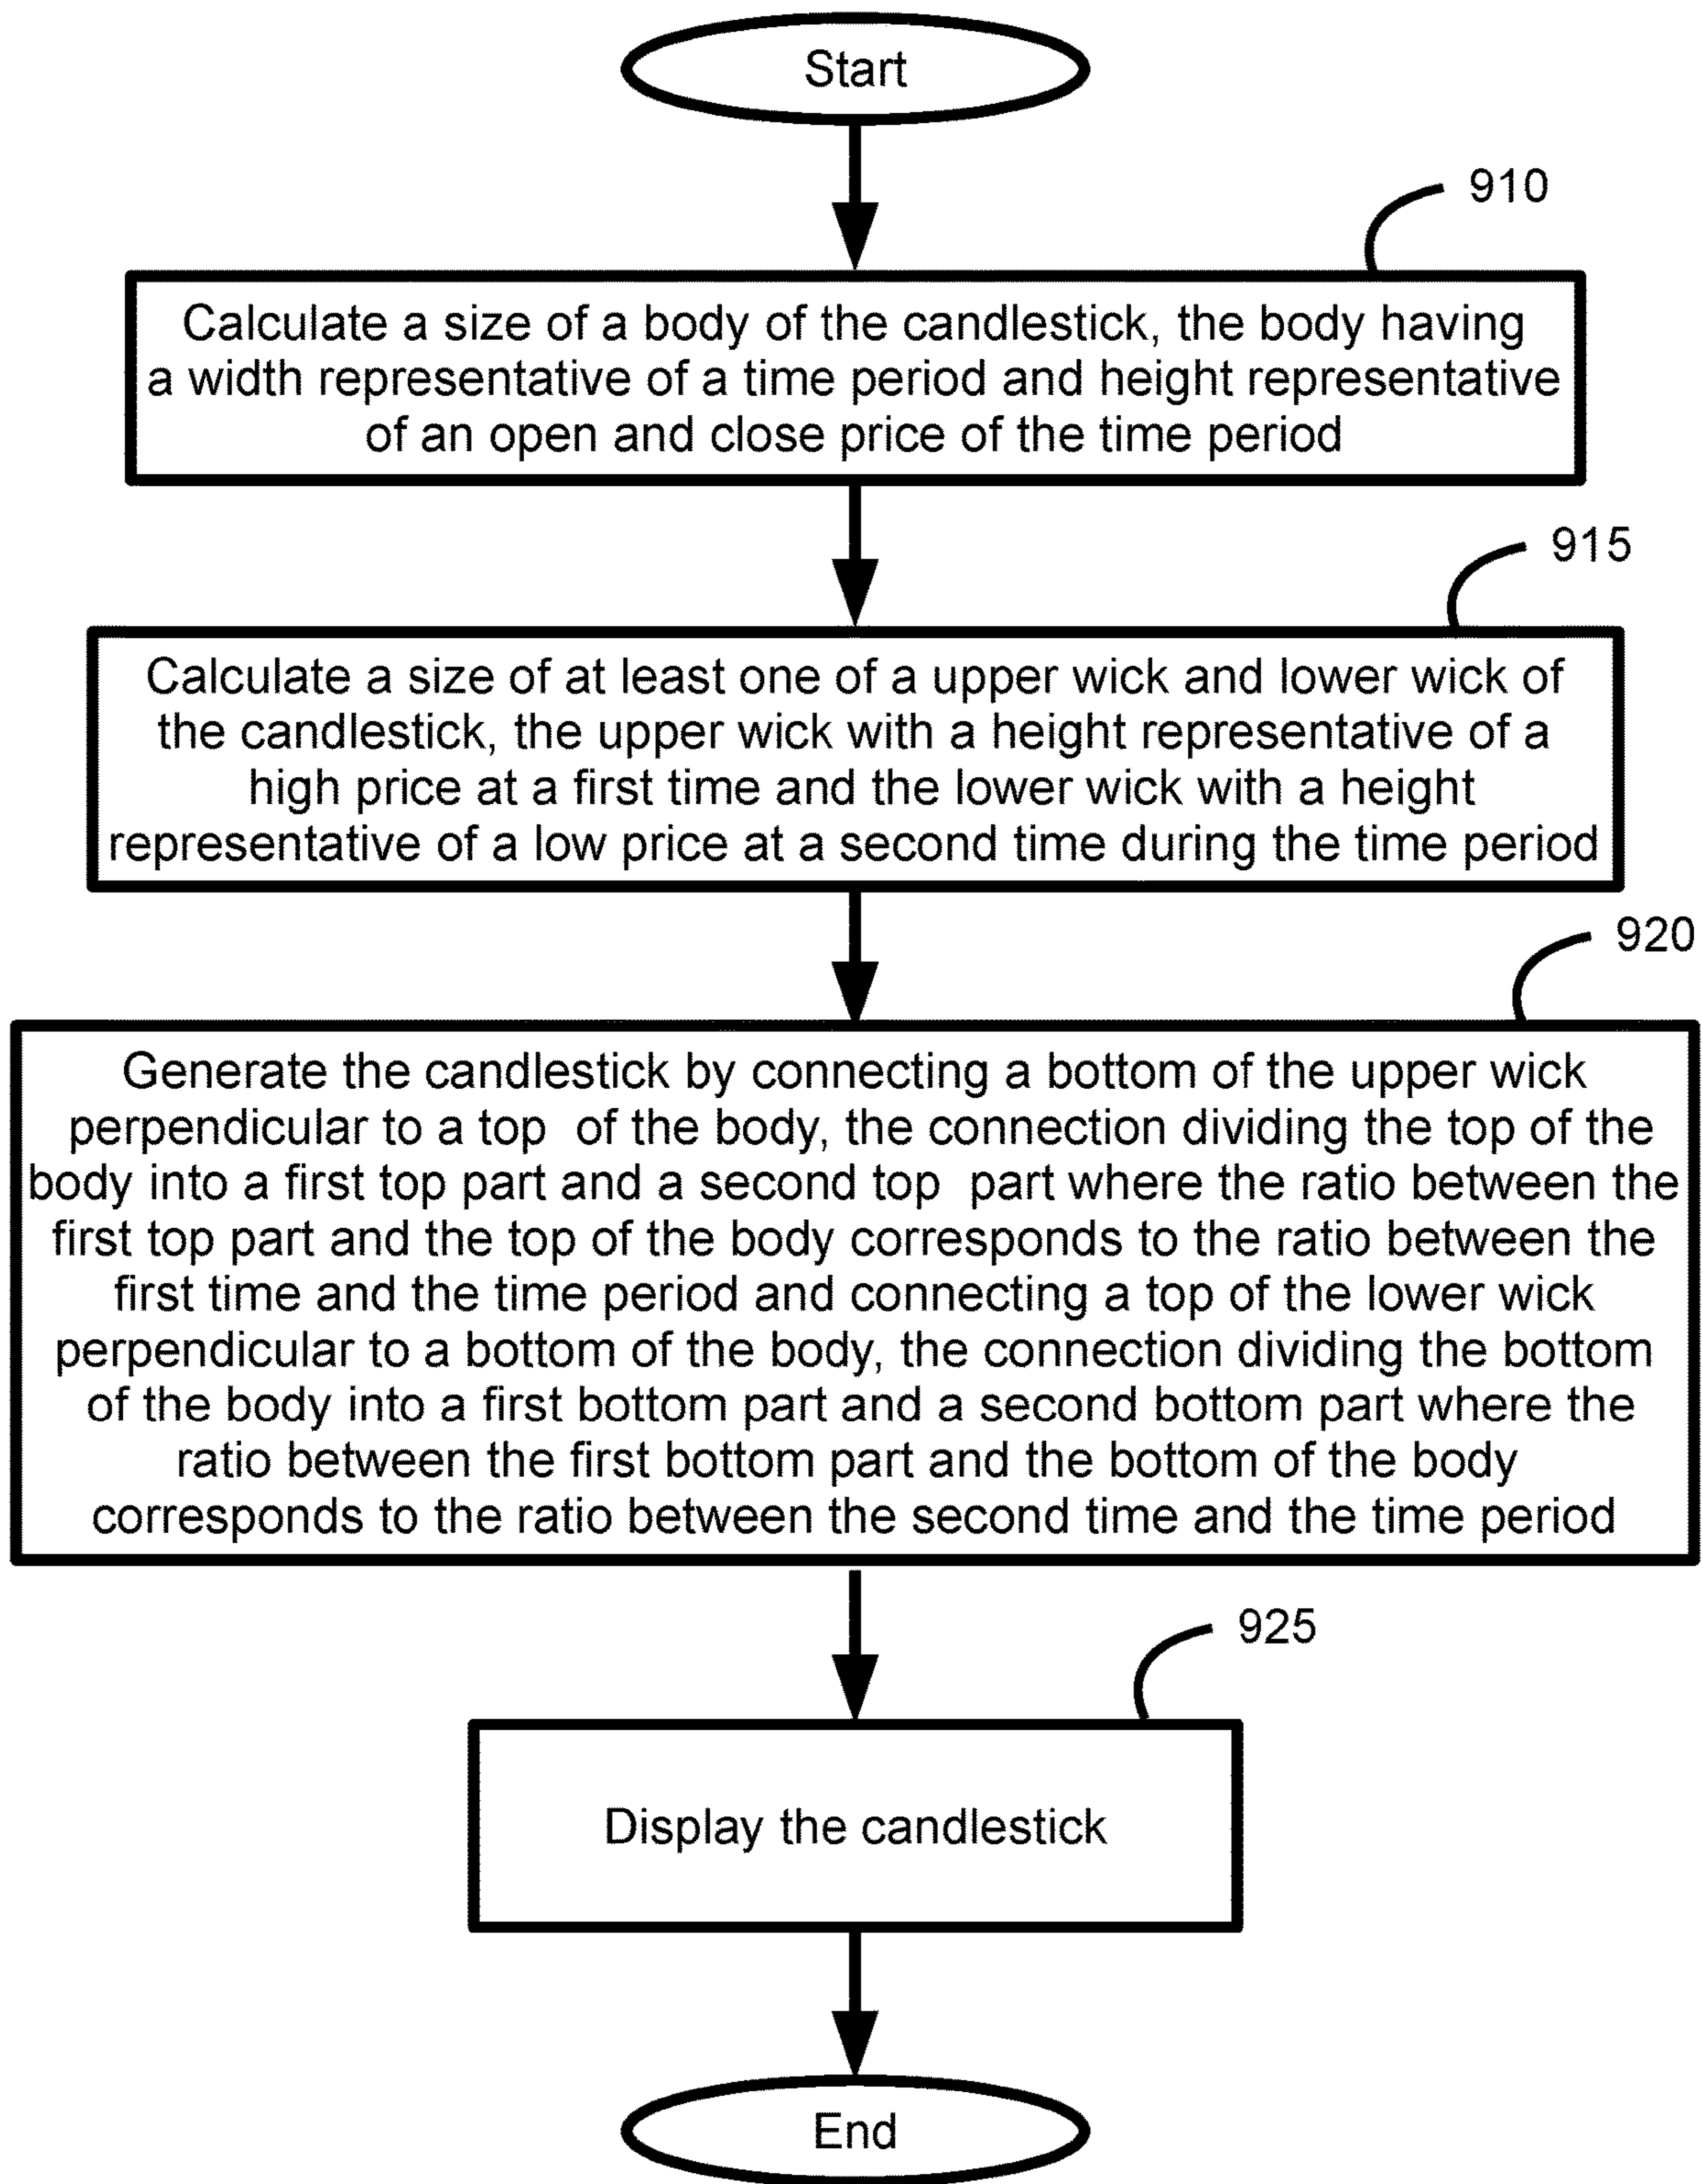 Start
910
Calculate a size of a body of the candlestick, the body having
a width representative of a time period and height representative
of an open and close price of the time period
915
Calculate a size of at least one of a upper wick and lower wick of
the candlestick, the upper wick with a height representative of a
high price at a first time and the lower wick with a height
representative of a low price at a second time during the time period
920
Generate the candlestick by connecting a bottom of the upper wick
perpendicular to a top of the body, the connection dividing the top of the
body into a first top part and a second top part where the ratio between the
first top part and the top of the body corresponds to the ratio between the
first time and the time period and connecting a top of the lower wick
perpendicular to a bottom of the body, the connection dividing the bottom
of the body into a first bottom part and a second bottom part where the
ratio between the first bottom part and the bottom of the body
corresponds to the ratio between the second time and the time period
925
Display the candlestick
End